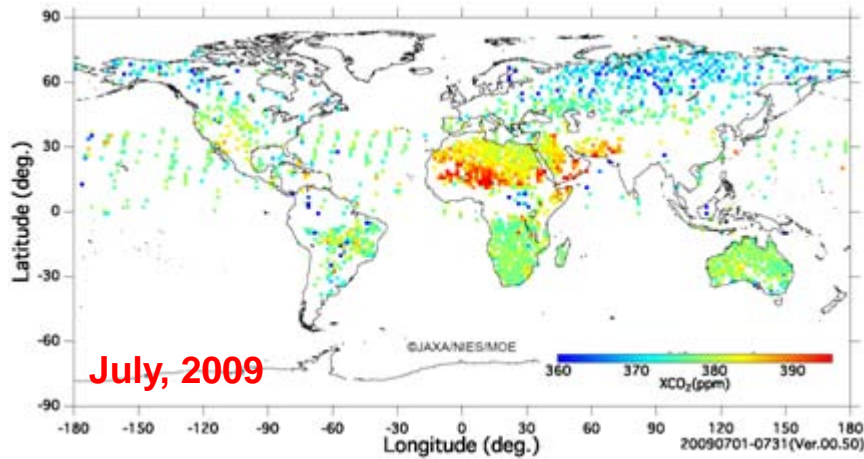 90
60
30
0
-30
-60
-90
Latitude (deg.)
©JAXA/NIES/MOE
July, 2009
360 370 380 390
XCO₂(ppm)
-180 -150 -120 -90 -60 -30 0 30 60 90 120 150 180
Longitude (deg.)
20090701-0731(Ver.00.50)